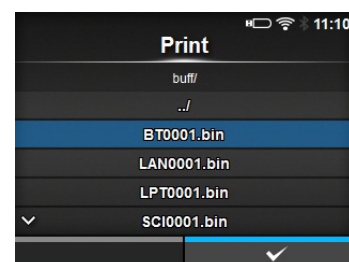 11:10
Print
buff/
../
BT0001.bin
LAN0001.bin
LPT0001.bin
SCI0001.bin